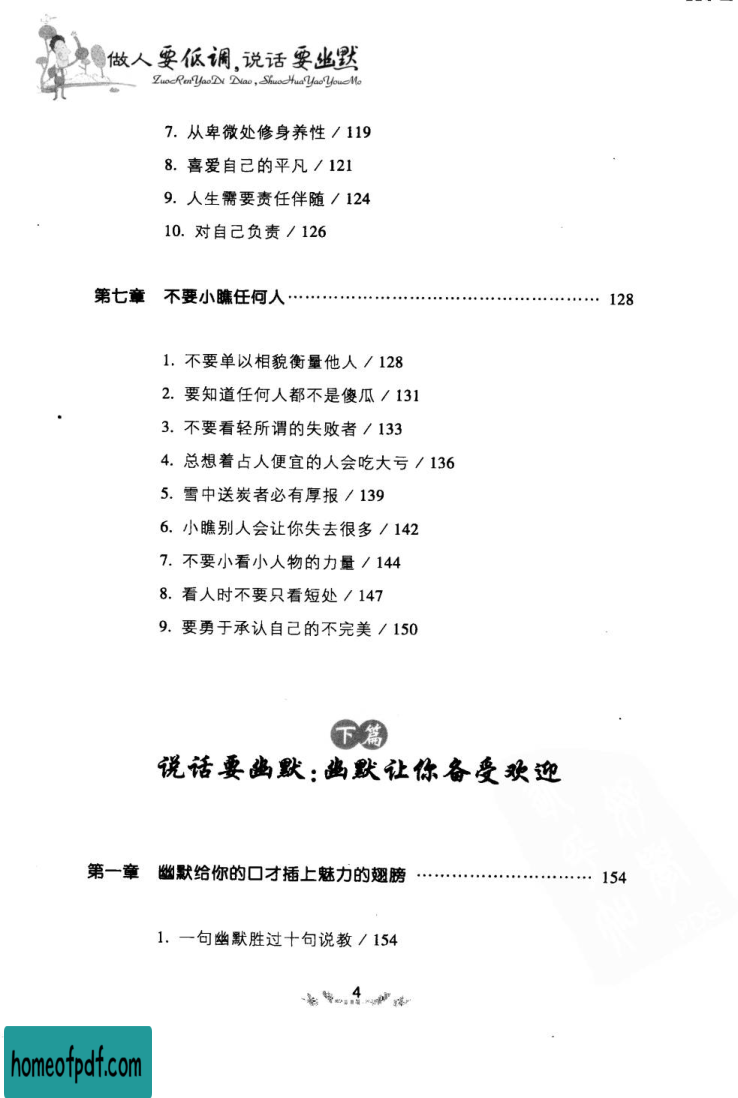 做人要低调，说话要幽默
ZuoRenYaoDi Diao，ShuoHuaYaoYouMo
7. 从卑微处修身养性 / 119
8. 喜爱自己的平凡 / 121
9. 人生需要责任伴随 / 124
10. 对自己负责 / 126
第七章 不要小瞧任何人 …………………………………………… 128
1. 不要单以相貌衡量他人 / 128
2. 要知道任何人都不是傻瓜 / 131
3. 不要看轻所谓的失败者 / 133
4. 总想着占人便宜的人会吃大亏 / 136
5. 雪中送炭者必有厚报 / 139
6. 小瞧别人会让你失去很多 / 142
7. 不要小看小人物的力量 / 144
8. 看人时不要只看短处 / 147
9. 要勇于承认自己的不完美 / 150
下篇
说话要幽默：幽默让你备受欢迎
第一章 幽默给你的口才插上魅力的翅膀 ………………………… 154
1. 一句幽默胜过十句说教 / 154
4
homeofpdf.com